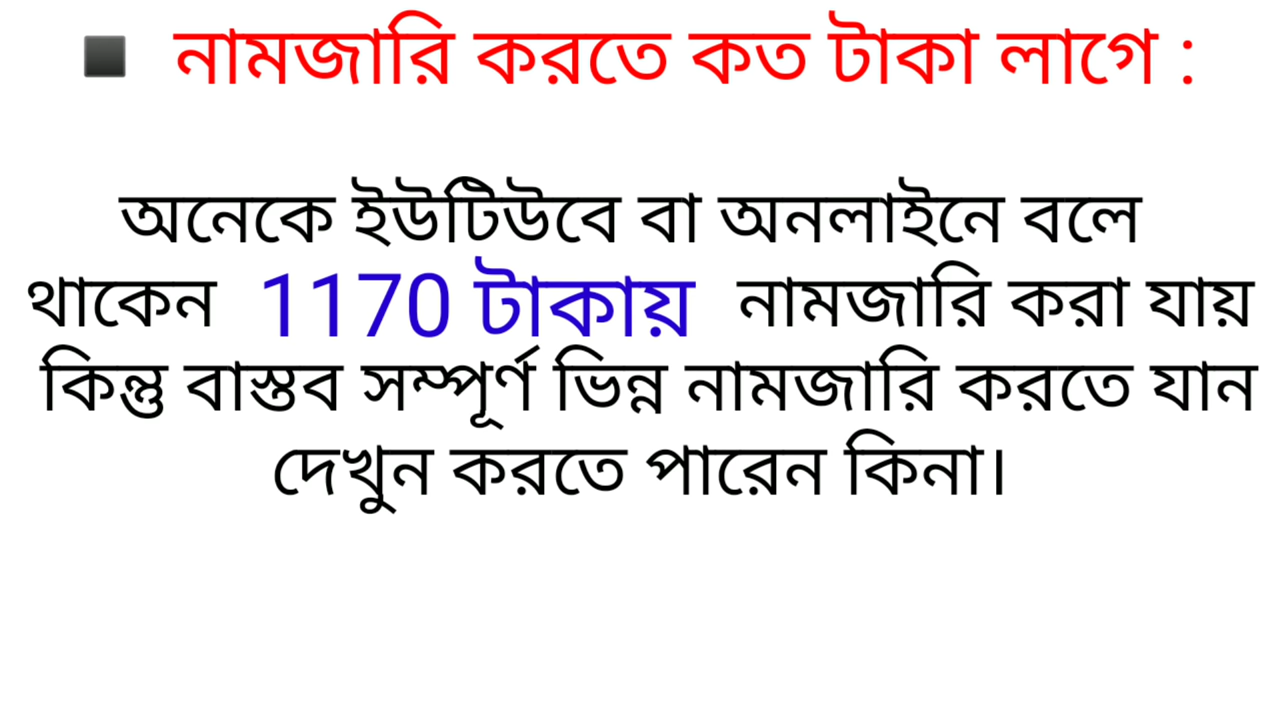 ▪ নামজারি করতে কত টাকা লাগে :
অনেকে ইউটিউবে বা অনলাইনে বলে
থাকেন 1170 টাকায় নামজারি করা যায়
কিন্তু বাস্তব সম্পূর্ণ ভিন্ন নামজারি করতে যান
দেখুন করতে পারেন কিনা।